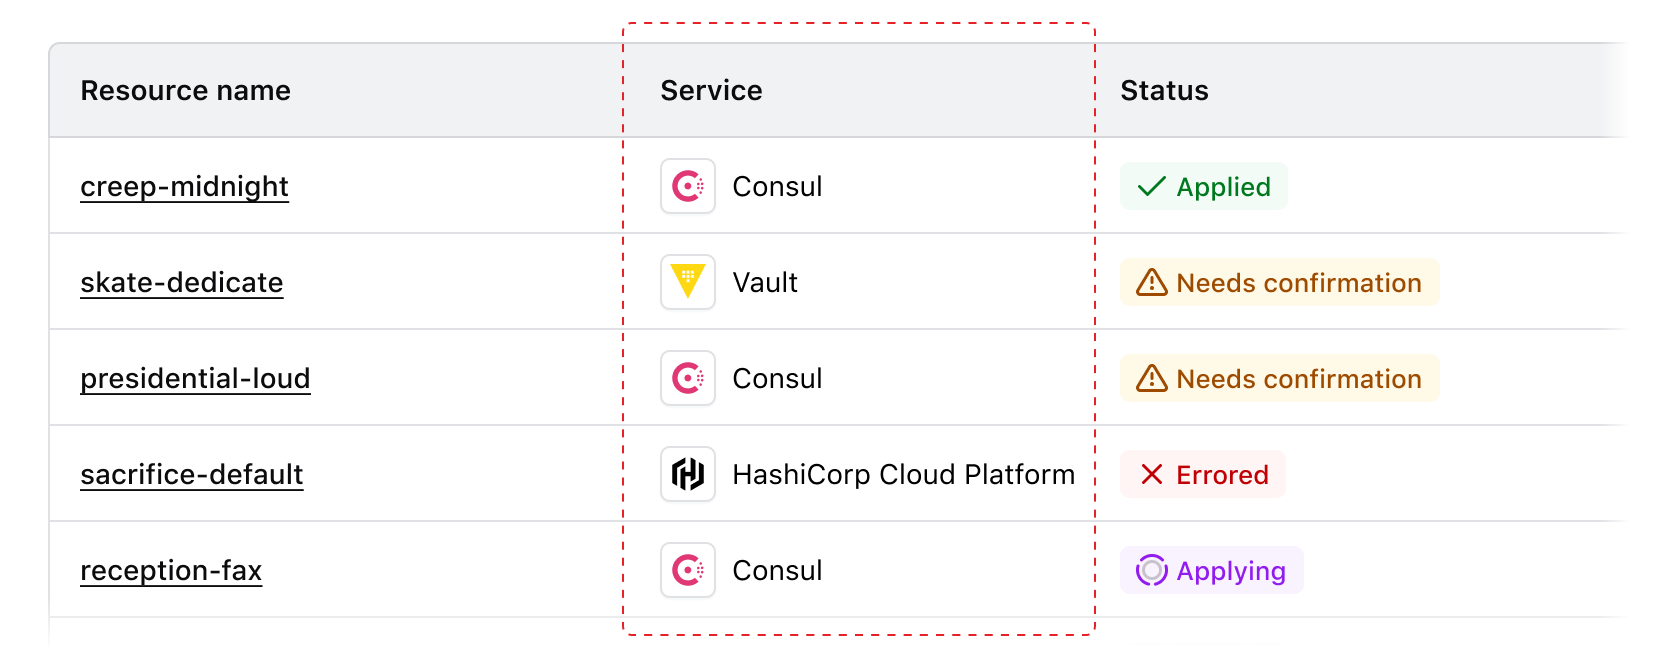 Resource name Service Status
creep-midnight Consul Applied
skate-dedicate Vault Needs confirmation
presidential-loud Consul Needs confirmation
sacrifice-default HashiCorp Cloud Platform Errored
reception-fax Consul Applying